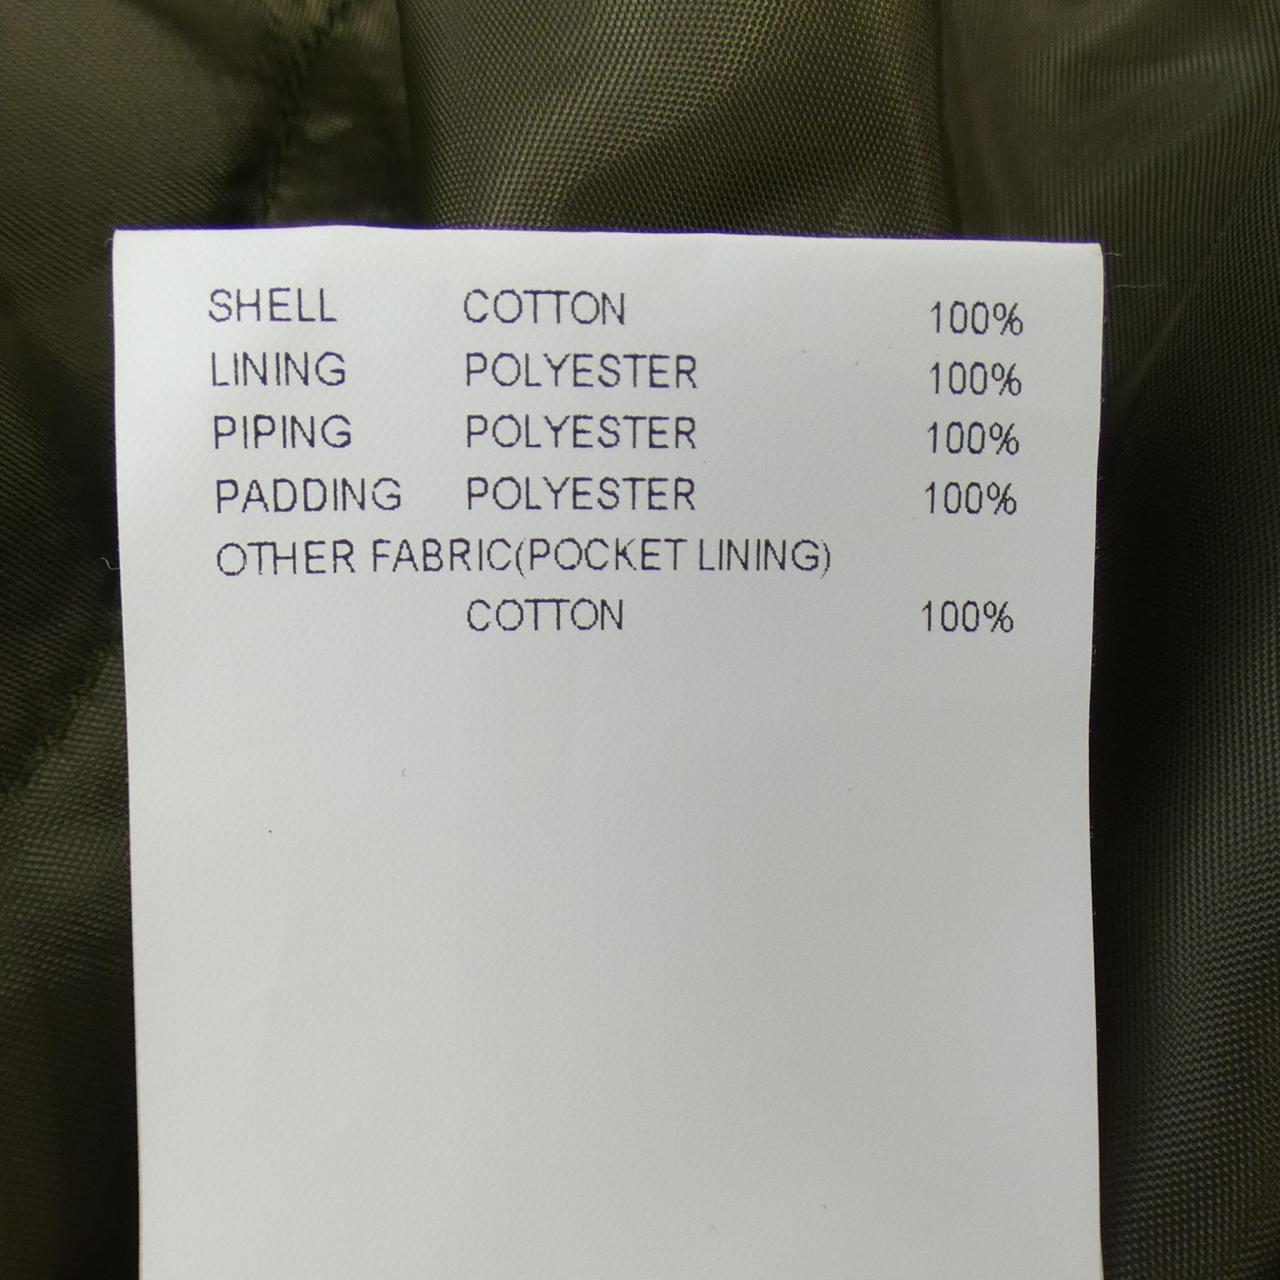 SHELL COTTON 100%
LINING POLYESTER 100%
PIPING POLYESTER 100%
PADDING POLYESTER 100%
OTHER FABRIC(POCKET LINING)
COTTON 100%